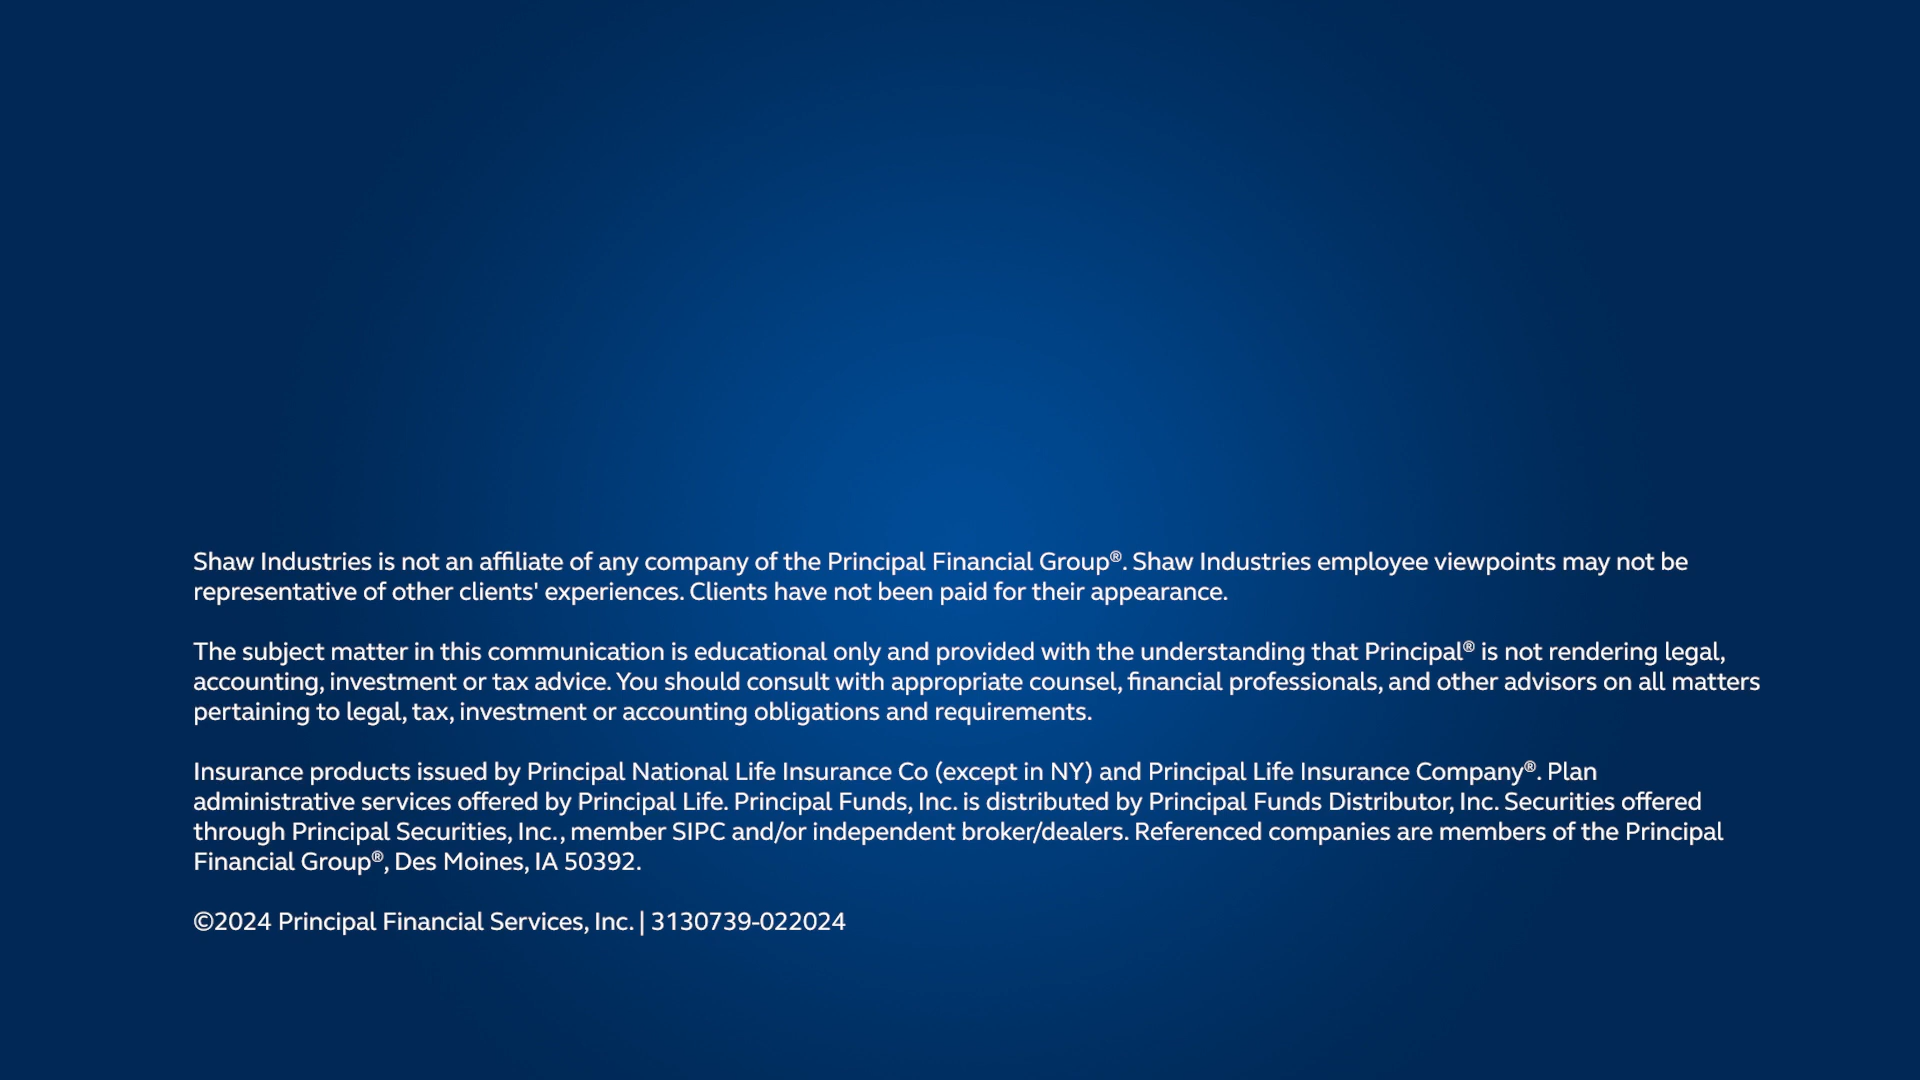 Shaw Industries is not an affiliate of any company of the Principal Financial Group®. Shaw Industries employee viewpoints may not be
representative of other clients' experiences. Clients have not been paid for their appearance.
The subject matter in this communication is educational only and provided with the understanding that Principal® is not rendering legal,
accounting, investment or tax advice. You should consult with appropriate counsel, financial professionals, and other advisors on all matters
pertaining to legal, tax, investment or accounting obligations and requirements.
Insurance products issued by Principal National Life Insurance Co (except in NY) and Principal Life Insurance Company®. Plan
administrative services offered by Principal Life. Principal Funds, Inc. is distributed by Principal Funds Distributor, Inc. Securities offered
through Principal Securities, Inc., member SIPC and/or independent broker/dealers. Referenced companies are members of the Principal
Financial Group®, Des Moines, IA 50392.
©2024 Principal Financial Services, Inc. | 3130739-022024